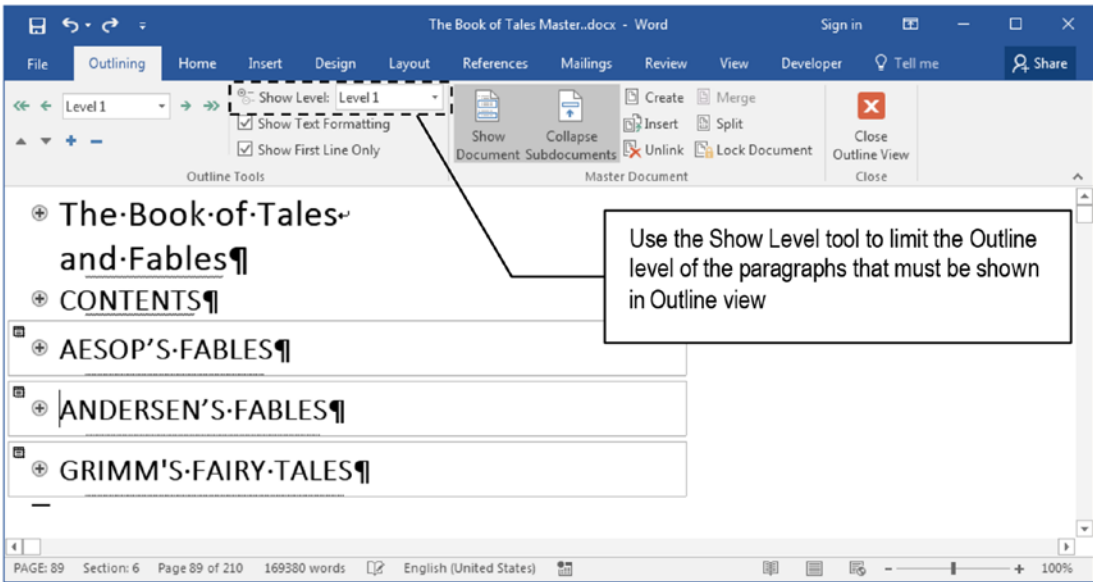 The Book of Tales Master..docx - Word
Sign in
File Outlining Home Insert Design Layout References Mailings Review View Developer Tell me Share
Level 1
Show Level: Level 1
Show Text Formatting
Show First Line Only
Outline Tools
Show Document
Collapse Subdocuments
Create Merge
Insert Split
Unlink Lock Document
Master Document
Close Outline View
Close
The·Book·of·Tales↵
and·Fables¶
CONTENTS¶
AESOP’S·FABLES¶
ANDERSEN’S·FABLES¶
GRIMM'S·FAIRY·TALES¶
Use the Show Level tool to limit the Outline
level of the paragraphs that must be shown
in Outline view
PAGE: 89 Section: 6 Page 89 of 210 169380 words English (United States) 100%